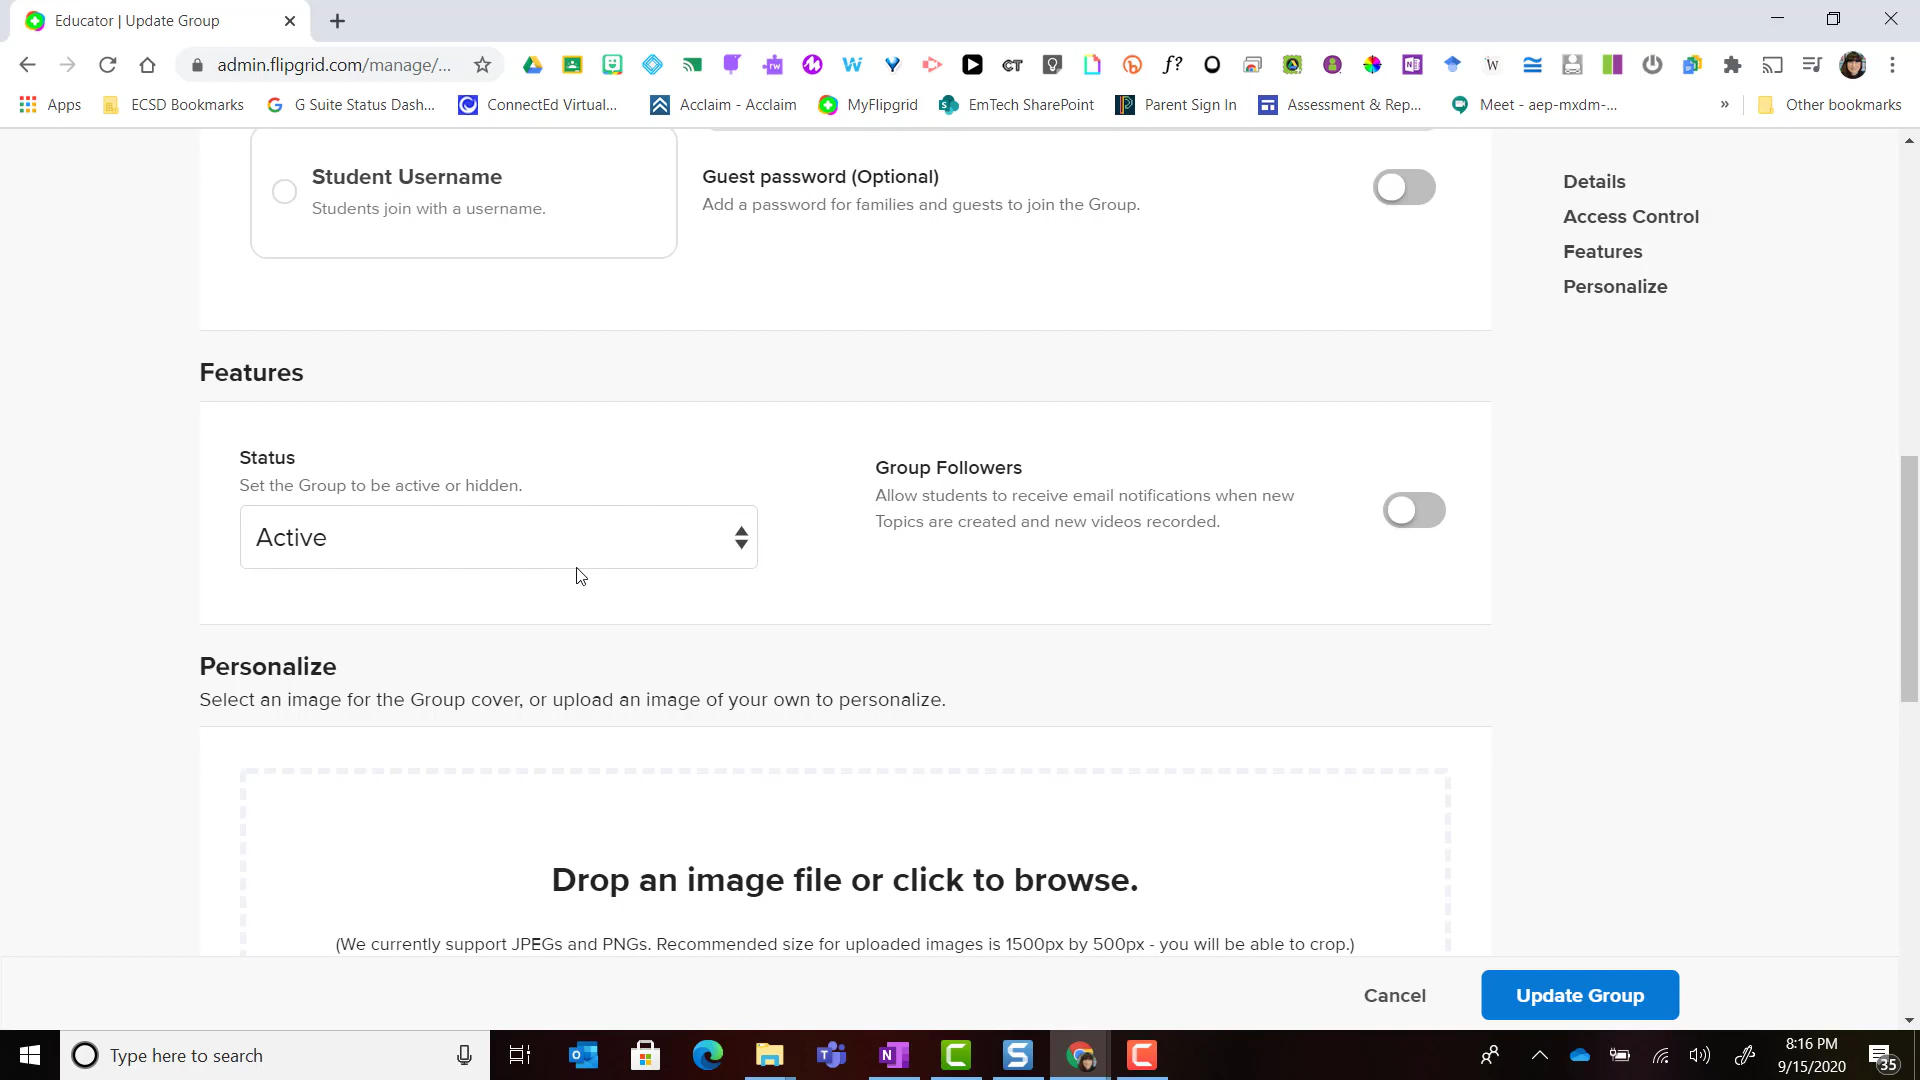 Educator | Update Group
admin.flipgrid.com/manage/...
Apps ECSD Bookmarks G Suite Status Dash... ConnectEd Virtual... Acclaim - Acclaim MyFlipgrid EmTech SharePoint Parent Sign In Assessment & Rep... Meet - aep-mxdm-... » Other bookmarks
Student Username
Students join with a username.
Guest password (Optional)
Add a password for families and guests to join the Group.
Details
Access Control
Features
Personalize
Features
Status
Set the Group to be active or hidden.
Active
Group Followers
Allow students to receive email notifications when new
Topics are created and new videos recorded.
Personalize
Select an image for the Group cover, or upload an image of your own to personalize.
Drop an image file or click to browse.
(We currently support JPEGs and PNGs. Recommended size for uploaded images is 1500px by 500px - you will be able to crop.)
Cancel
Update Group
Type here to search
8:16 PM
9/15/2020
35